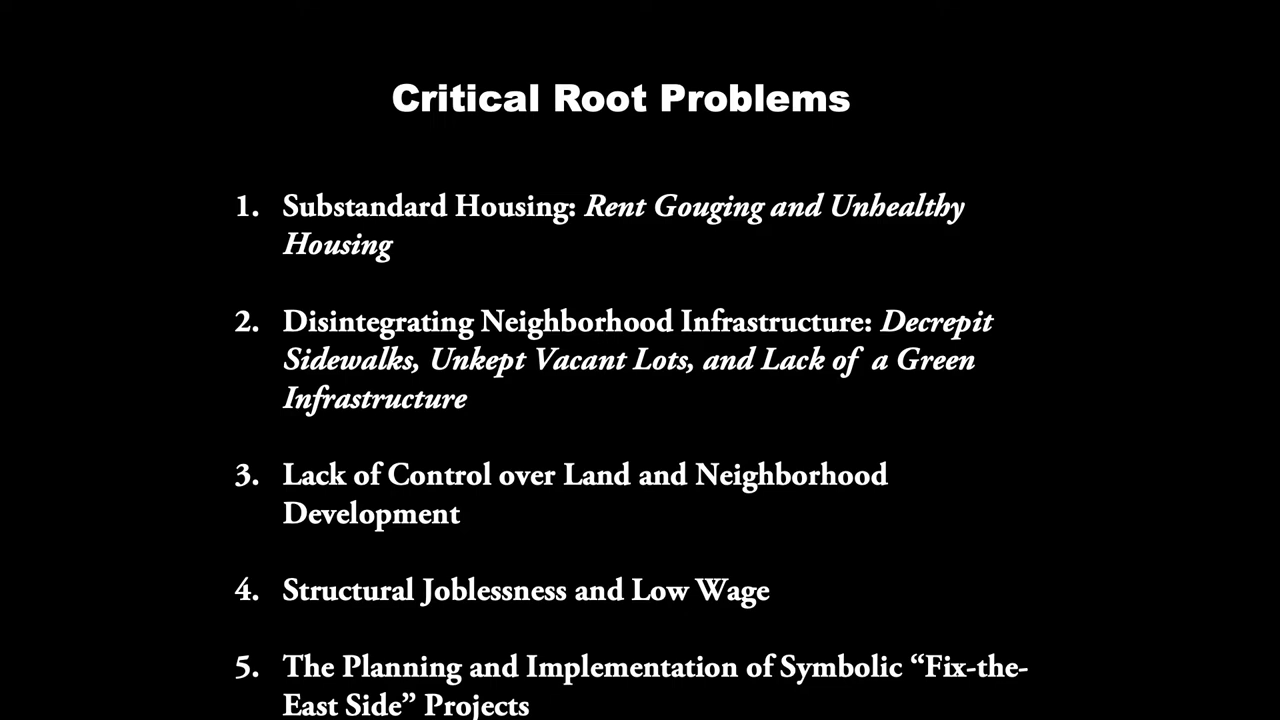 Critical Root Problems
1. Substandard Housing: Rent Gouging and Unhealthy
Housing
2. Disintegrating Neighborhood Infrastructure: Decrepit
Sidewalks, Unkept Vacant Lots, and Lack of a Green
Infrastructure
3. Lack of Control over Land and Neighborhood
Development
4. Structural Joblessness and Low Wage
5. The Planning and Implementation of Symbolic “Fix-the-
East Side” Projects